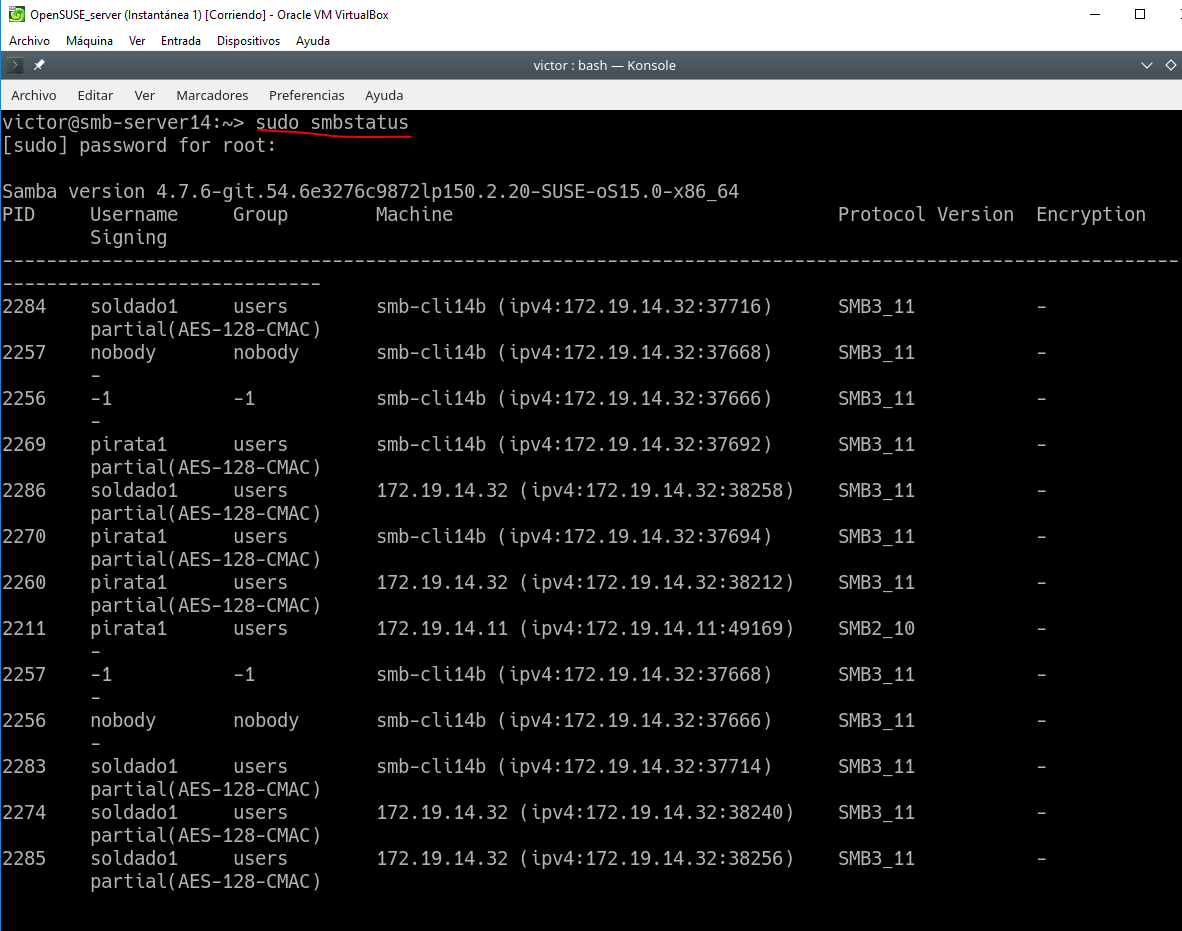 OpenSUSE_server (Instantánea 1) [Corriendo] - Oracle VM VirtualBox
Archivo Máquina Ver Entrada Dispositivos Ayuda
victor : bash — Konsole
Archivo Editar Ver Marcadores Preferencias Ayuda
victor@smb-server14:~> sudo smbstatus
[sudo] password for root:
Samba version 4.7.6-git.54.6e3276c9872lp150.2.20-SUSE-oS15.0-x86_64
PID Username Group Machine Protocol Version Encryption
Signing
-----------------------------------------------------------------------------------------------------------
-----------------------------
2284 soldado1 users smb-cli14b (ipv4:172.19.14.32:37716) SMB3_11 -
partial(AES-128-CMAC)
2257 nobody nobody smb-cli14b (ipv4:172.19.14.32:37668) SMB3_11 -
-
2256 -1 -1 smb-cli14b (ipv4:172.19.14.32:37666) SMB3_11 -
-
2269 pirata1 users smb-cli14b (ipv4:172.19.14.32:37692) SMB3_11 -
partial(AES-128-CMAC)
2286 soldado1 users 172.19.14.32 (ipv4:172.19.14.32:38258) SMB3_11 -
partial(AES-128-CMAC)
2270 pirata1 users smb-cli14b (ipv4:172.19.14.32:37694) SMB3_11 -
partial(AES-128-CMAC)
2260 pirata1 users 172.19.14.32 (ipv4:172.19.14.32:38212) SMB3_11 -
partial(AES-128-CMAC)
2211 pirata1 users 172.19.14.11 (ipv4:172.19.14.11:49169) SMB2_10 -
-
2257 -1 -1 smb-cli14b (ipv4:172.19.14.32:37668) SMB3_11 -
-
2256 nobody nobody smb-cli14b (ipv4:172.19.14.32:37666) SMB3_11 -
-
2283 soldado1 users smb-cli14b (ipv4:172.19.14.32:37714) SMB3_11 -
partial(AES-128-CMAC)
2274 soldado1 users 172.19.14.32 (ipv4:172.19.14.32:38240) SMB3_11 -
partial(AES-128-CMAC)
2285 soldado1 users 172.19.14.32 (ipv4:172.19.14.32:38256) SMB3_11 -
partial(AES-128-CMAC)